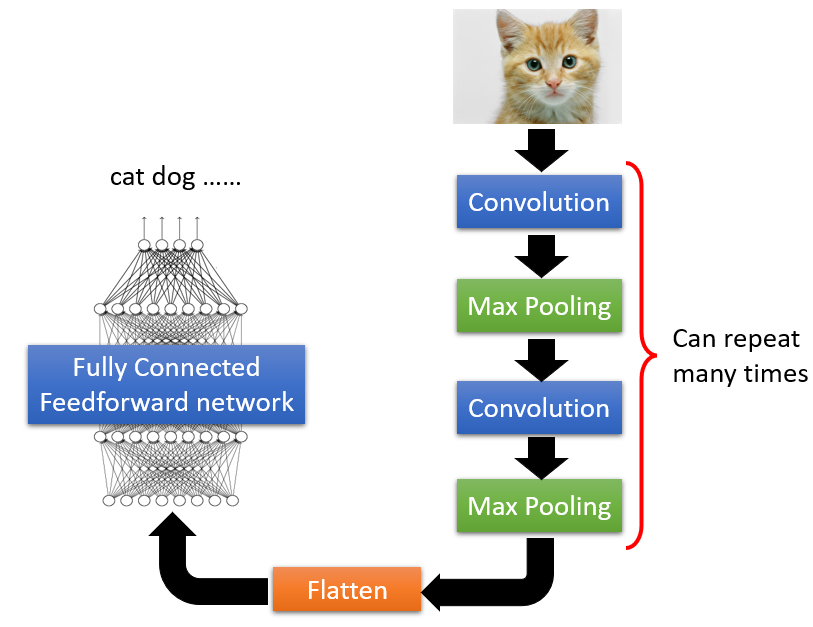 cat dog ……
Convolution
Max Pooling
Convolution
Max Pooling
Can repeat
many times
Flatten
Fully Connected
Feedforward network